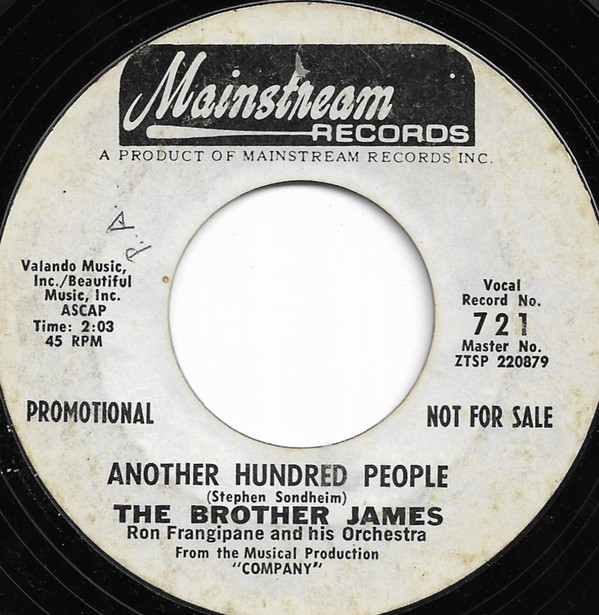 Mainstream
RECORDS
A PRODUCT OF MAINSTREAM RECORDS INC.
Valando Music,
Inc./Beautiful
Music, Inc.
ASCAP
Time: 2:03
45 RPM
Vocal
Record No.
721
Master No.
ZTSP 220879
PROMOTIONAL
NOT FOR SALE
ANOTHER HUNDRED PEOPLE
(Stephen Sondheim)
THE BROTHER JAMES
Ron Frangipane and his Orchestra
From the Musical Production
"COMPANY"